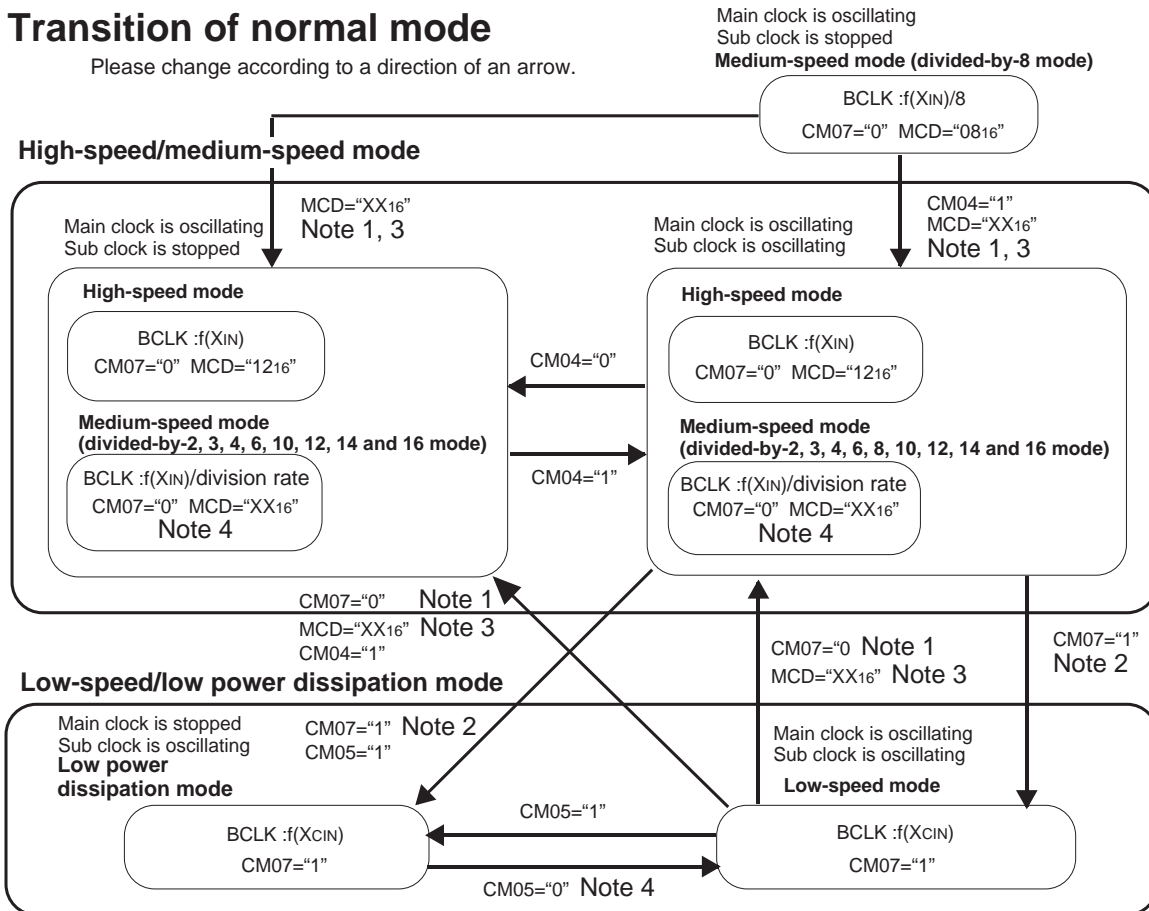 Transition of normal mode
Please change according to a direction of an arrow.
Main clock is oscillating
Sub clock is stopped
Medium-speed mode (divided-by-8 mode)
BCLK :f(XIN)/8
CM07=“0” MCD=“0816”
High-speed/medium-speed mode
MCD=“XX16”
Note 1, 3
CM04=“1”
MCD=“XX16”
Note 1, 3
Main clock is oscillating
Sub clock is stopped
High-speed mode
BCLK :f(XIN)
CM07=“0” MCD=“1216”
Medium-speed mode
(divided-by-2, 3, 4, 6, 10, 12, 14 and 16 mode)
BCLK :f(XIN)/division rate
CM07=“0” MCD=“XX16”
Note 4
CM04=“0”
CM04=“1”
Main clock is oscillating
Sub clock is oscillating
High-speed mode
BCLK :f(XIN)
CM07=“0” MCD=“1216”
Medium-speed mode
(divided-by-2, 3, 4, 6, 8, 10, 12, 14 and 16 mode)
BCLK :f(XIN)/division rate
CM07=“0” MCD=“XX16”
Note 4
CM07=“0” Note 1
MCD=“XX16” Note 3
CM04=“1”
CM07=“0 Note 1
MCD=“XX16” Note 3
CM07=“1”
Note 2
Low-speed/low power dissipation mode
Main clock is stopped
Sub clock is oscillating
Low power
dissipation mode
CM07=“1” Note 2
CM05=“1”
Main clock is oscillating
Sub clock is oscillating
Low-speed mode
BCLK :f(XCIN)
CM07=“1”
CM05=“1”
CM05=“0” Note 4
BCLK :f(XCIN)
CM07=“1”